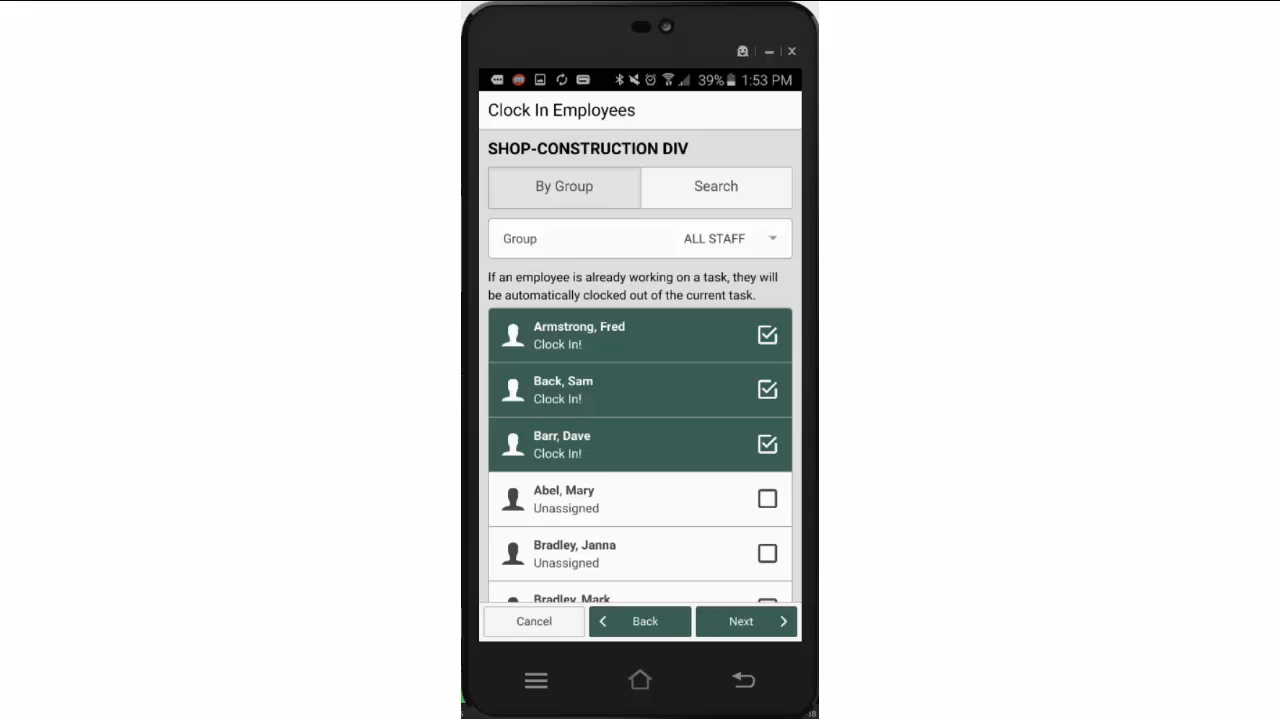 39% 1:53 PM
Clock In Employees
SHOP-CONSTRUCTION DIV
By Group Search
Group ALL STAFF
If an employee is already working on a task, they will
be automatically clocked out of the current task.
Armstrong, Fred
Clock In!
Back, Sam
Clock In!
Barr, Dave
Clock In!
Abel, Mary
Unassigned
Bradley, Janna
Unassigned
Bradley, Mark
Cancel Back Next